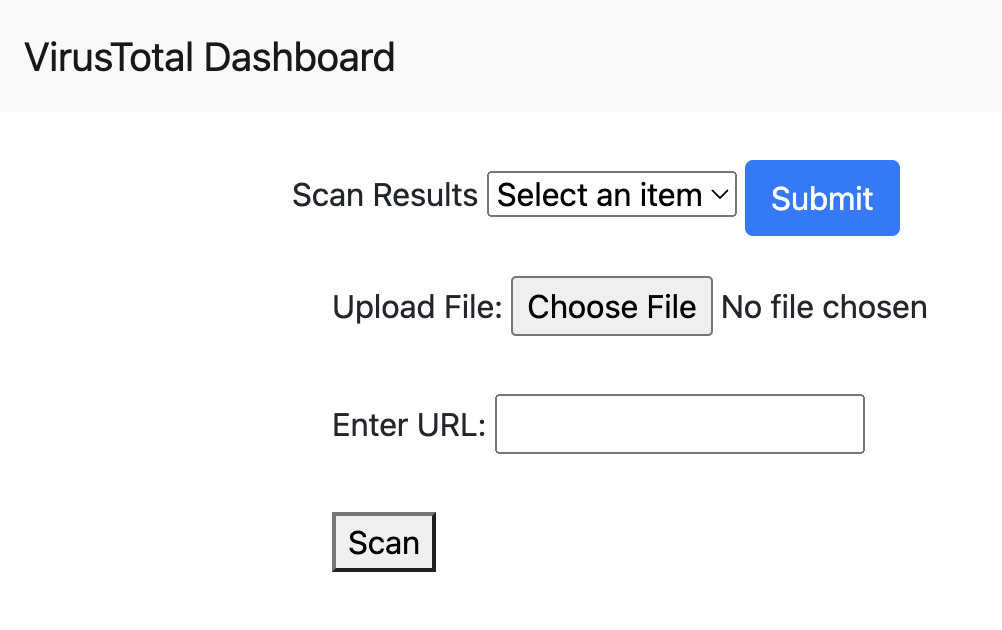 VirusTotal Dashboard
Scan Results Select an item Submit
Upload File: Choose File No file chosen
Enter URL:
Scan